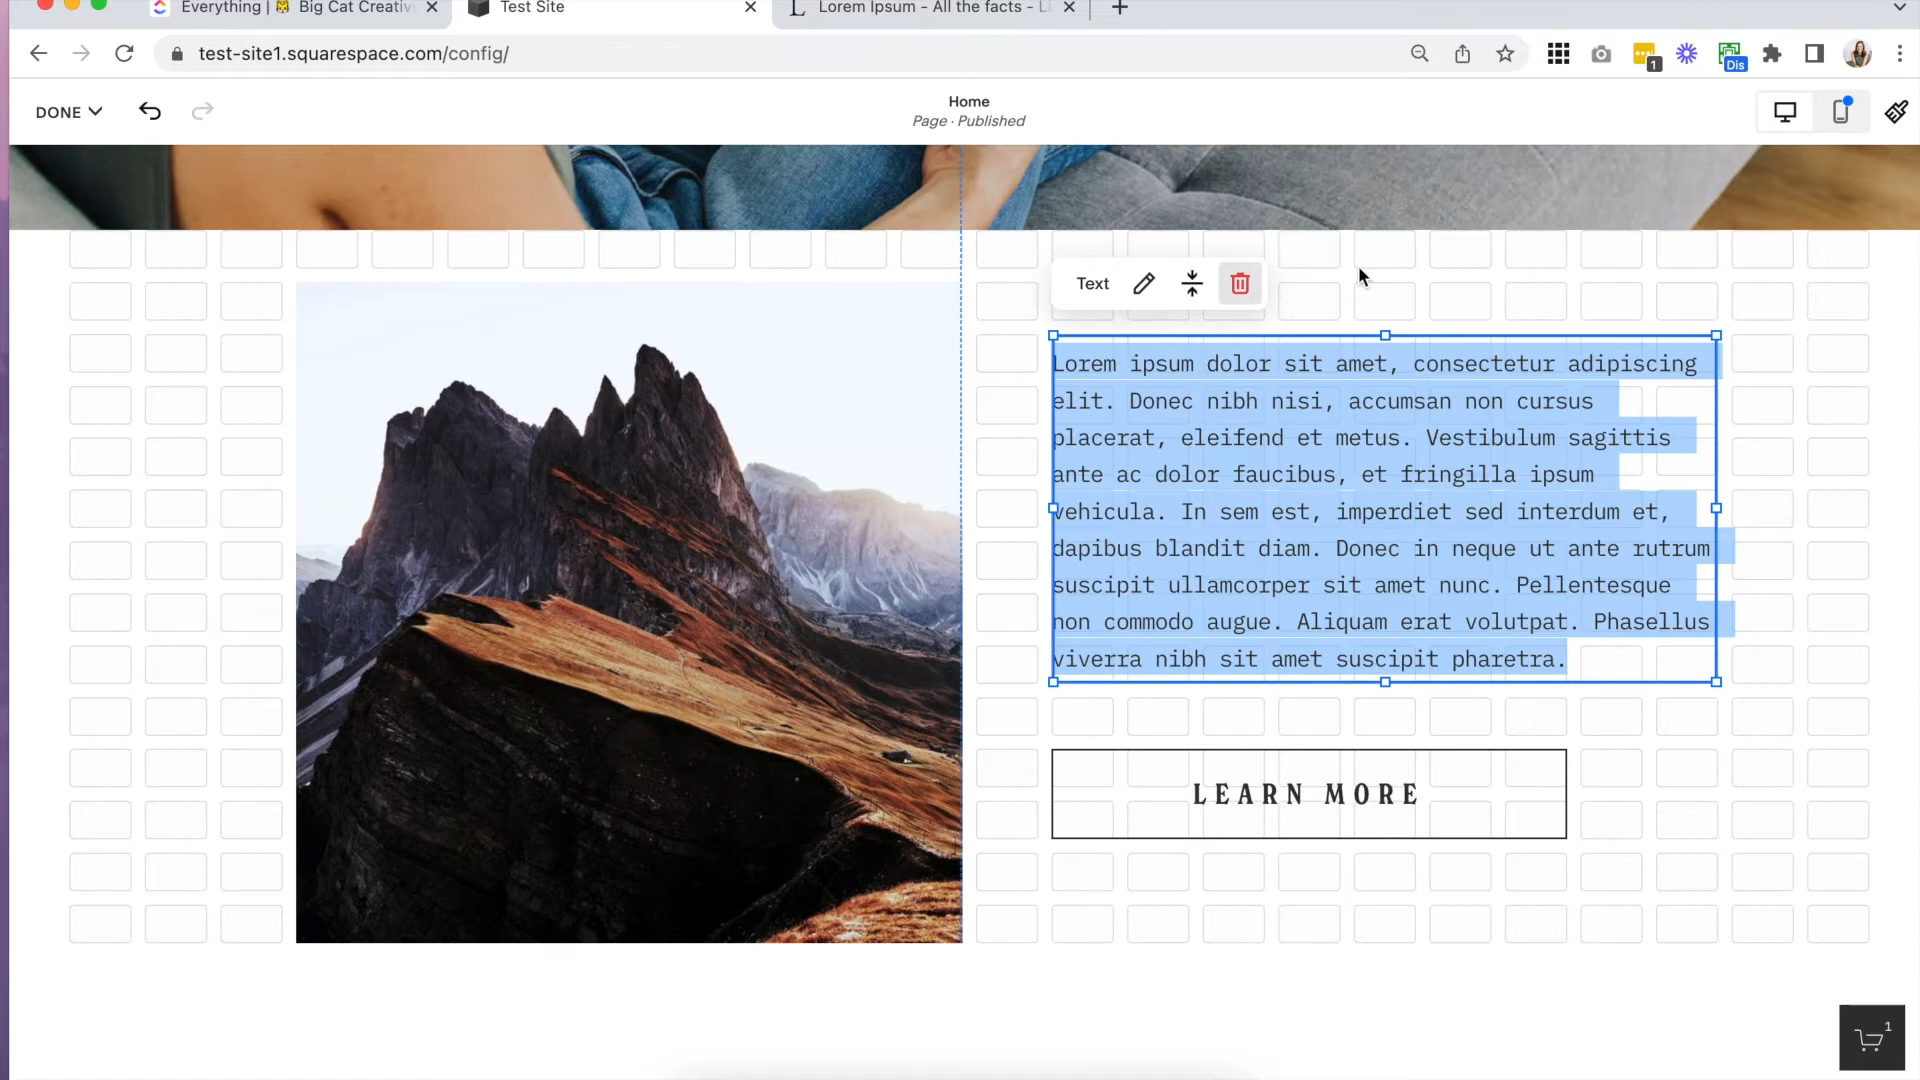 Everything | Big Cat Creativ
Test Site
Lorem Ipsum - All the facts - Li
test-site1.squarespace.com/config/
1
Dis
DONE
Home
Page · Published
Text
Lorem ipsum dolor sit amet, consectetur adipiscing
elit. Donec nibh nisi, accumsan non cursus
placerat, eleifend et metus. Vestibulum sagittis
ante ac dolor faucibus, et fringilla ipsum
vehicula. In sem est, imperdiet sed interdum et,
dapibus blandit diam. Donec in neque ut ante rutrum
suscipit ullamcorper sit amet nunc. Pellentesque
non commodo augue. Aliquam erat volutpat. Phasellus
viverra nibh sit amet suscipit pharetra.
LEARN MORE
1